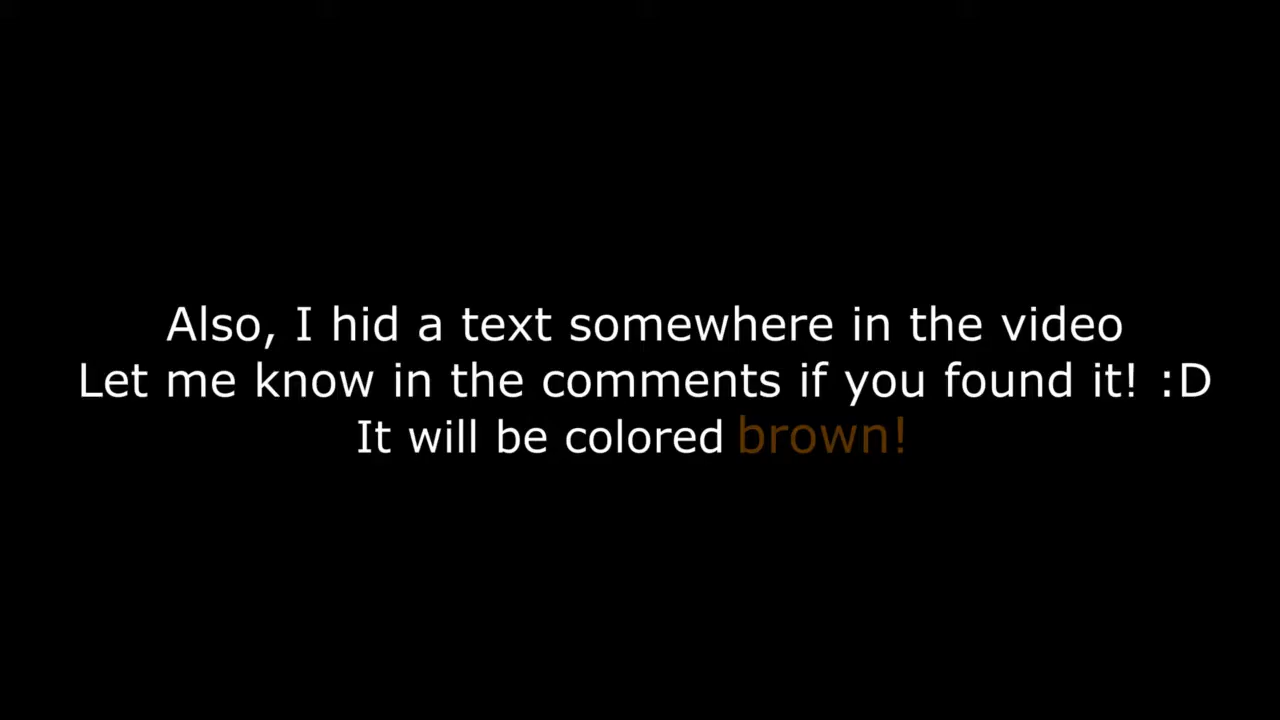 Also, I hid a text somewhere in the video
Let me know in the comments if you found it! :D
It will be colored brown!